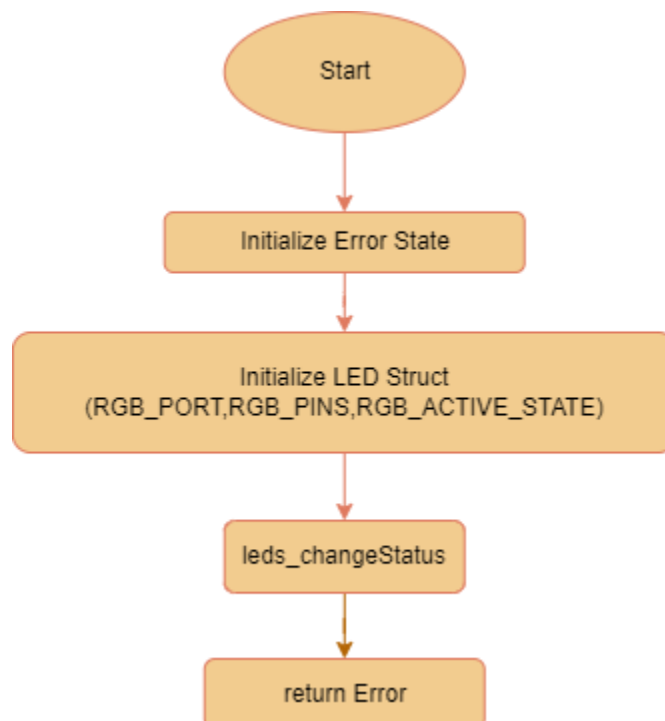 Start
Initialize Error State
Initialize LED Struct
(RGB_PORT,RGB_PINS,RGB_ACTIVE_STATE)
leds_changeStatus
return Error